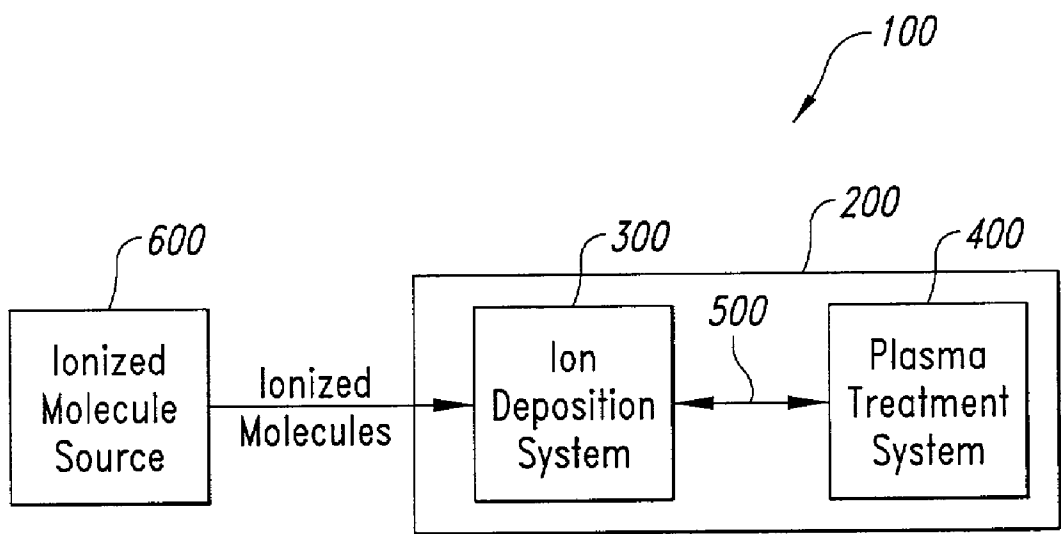 100
200
600
300
400
500
Ionized
Molecule
Source
Ionized
Molecules
Ion
Deposition
System
Plasma
Treatment
System